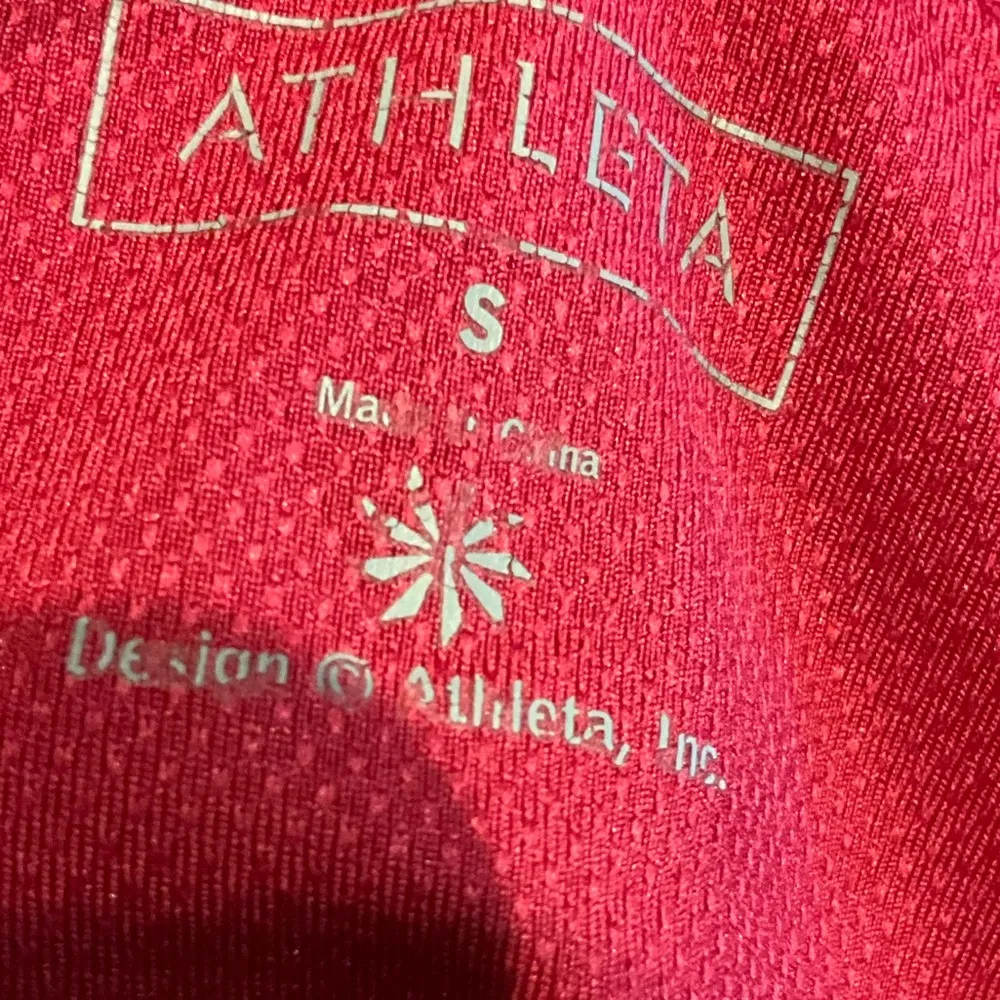 ATHLETA
S
Made in China
Design © Athleta, Inc.